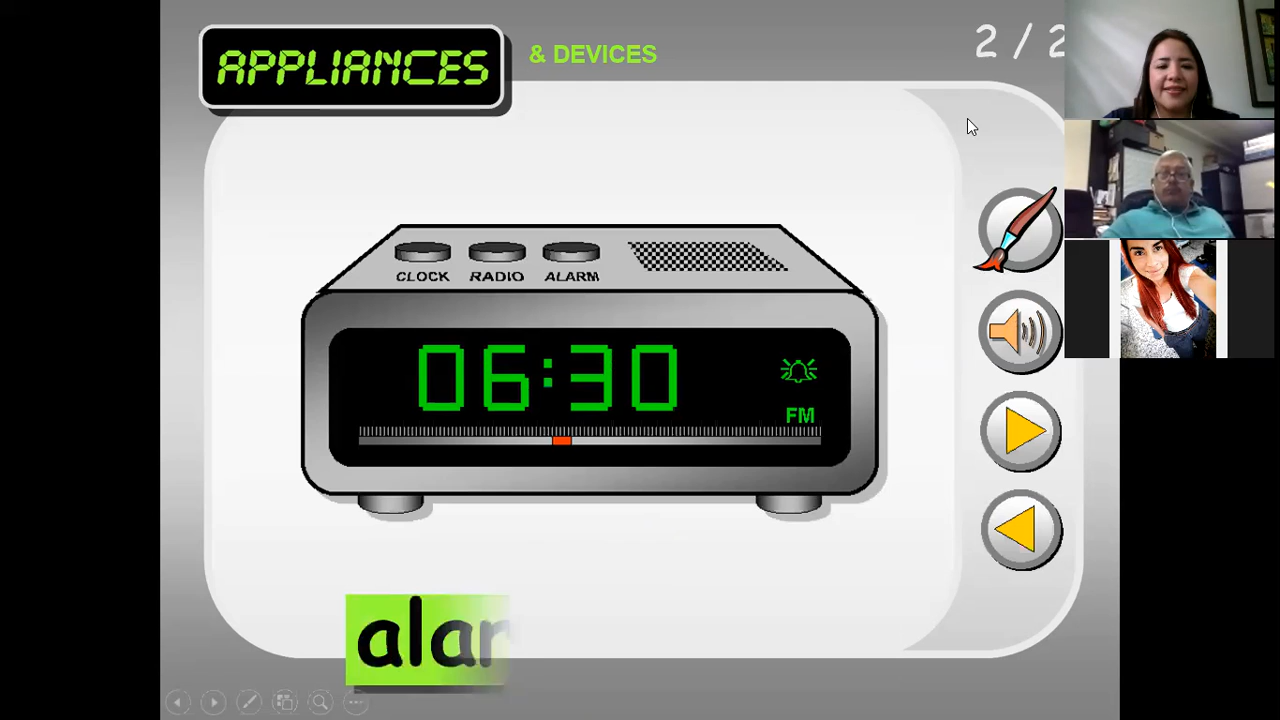 APPLIANCES & DEVICES
2 / 2
CLOCK RADIO ALARM
06:30
FM
alar